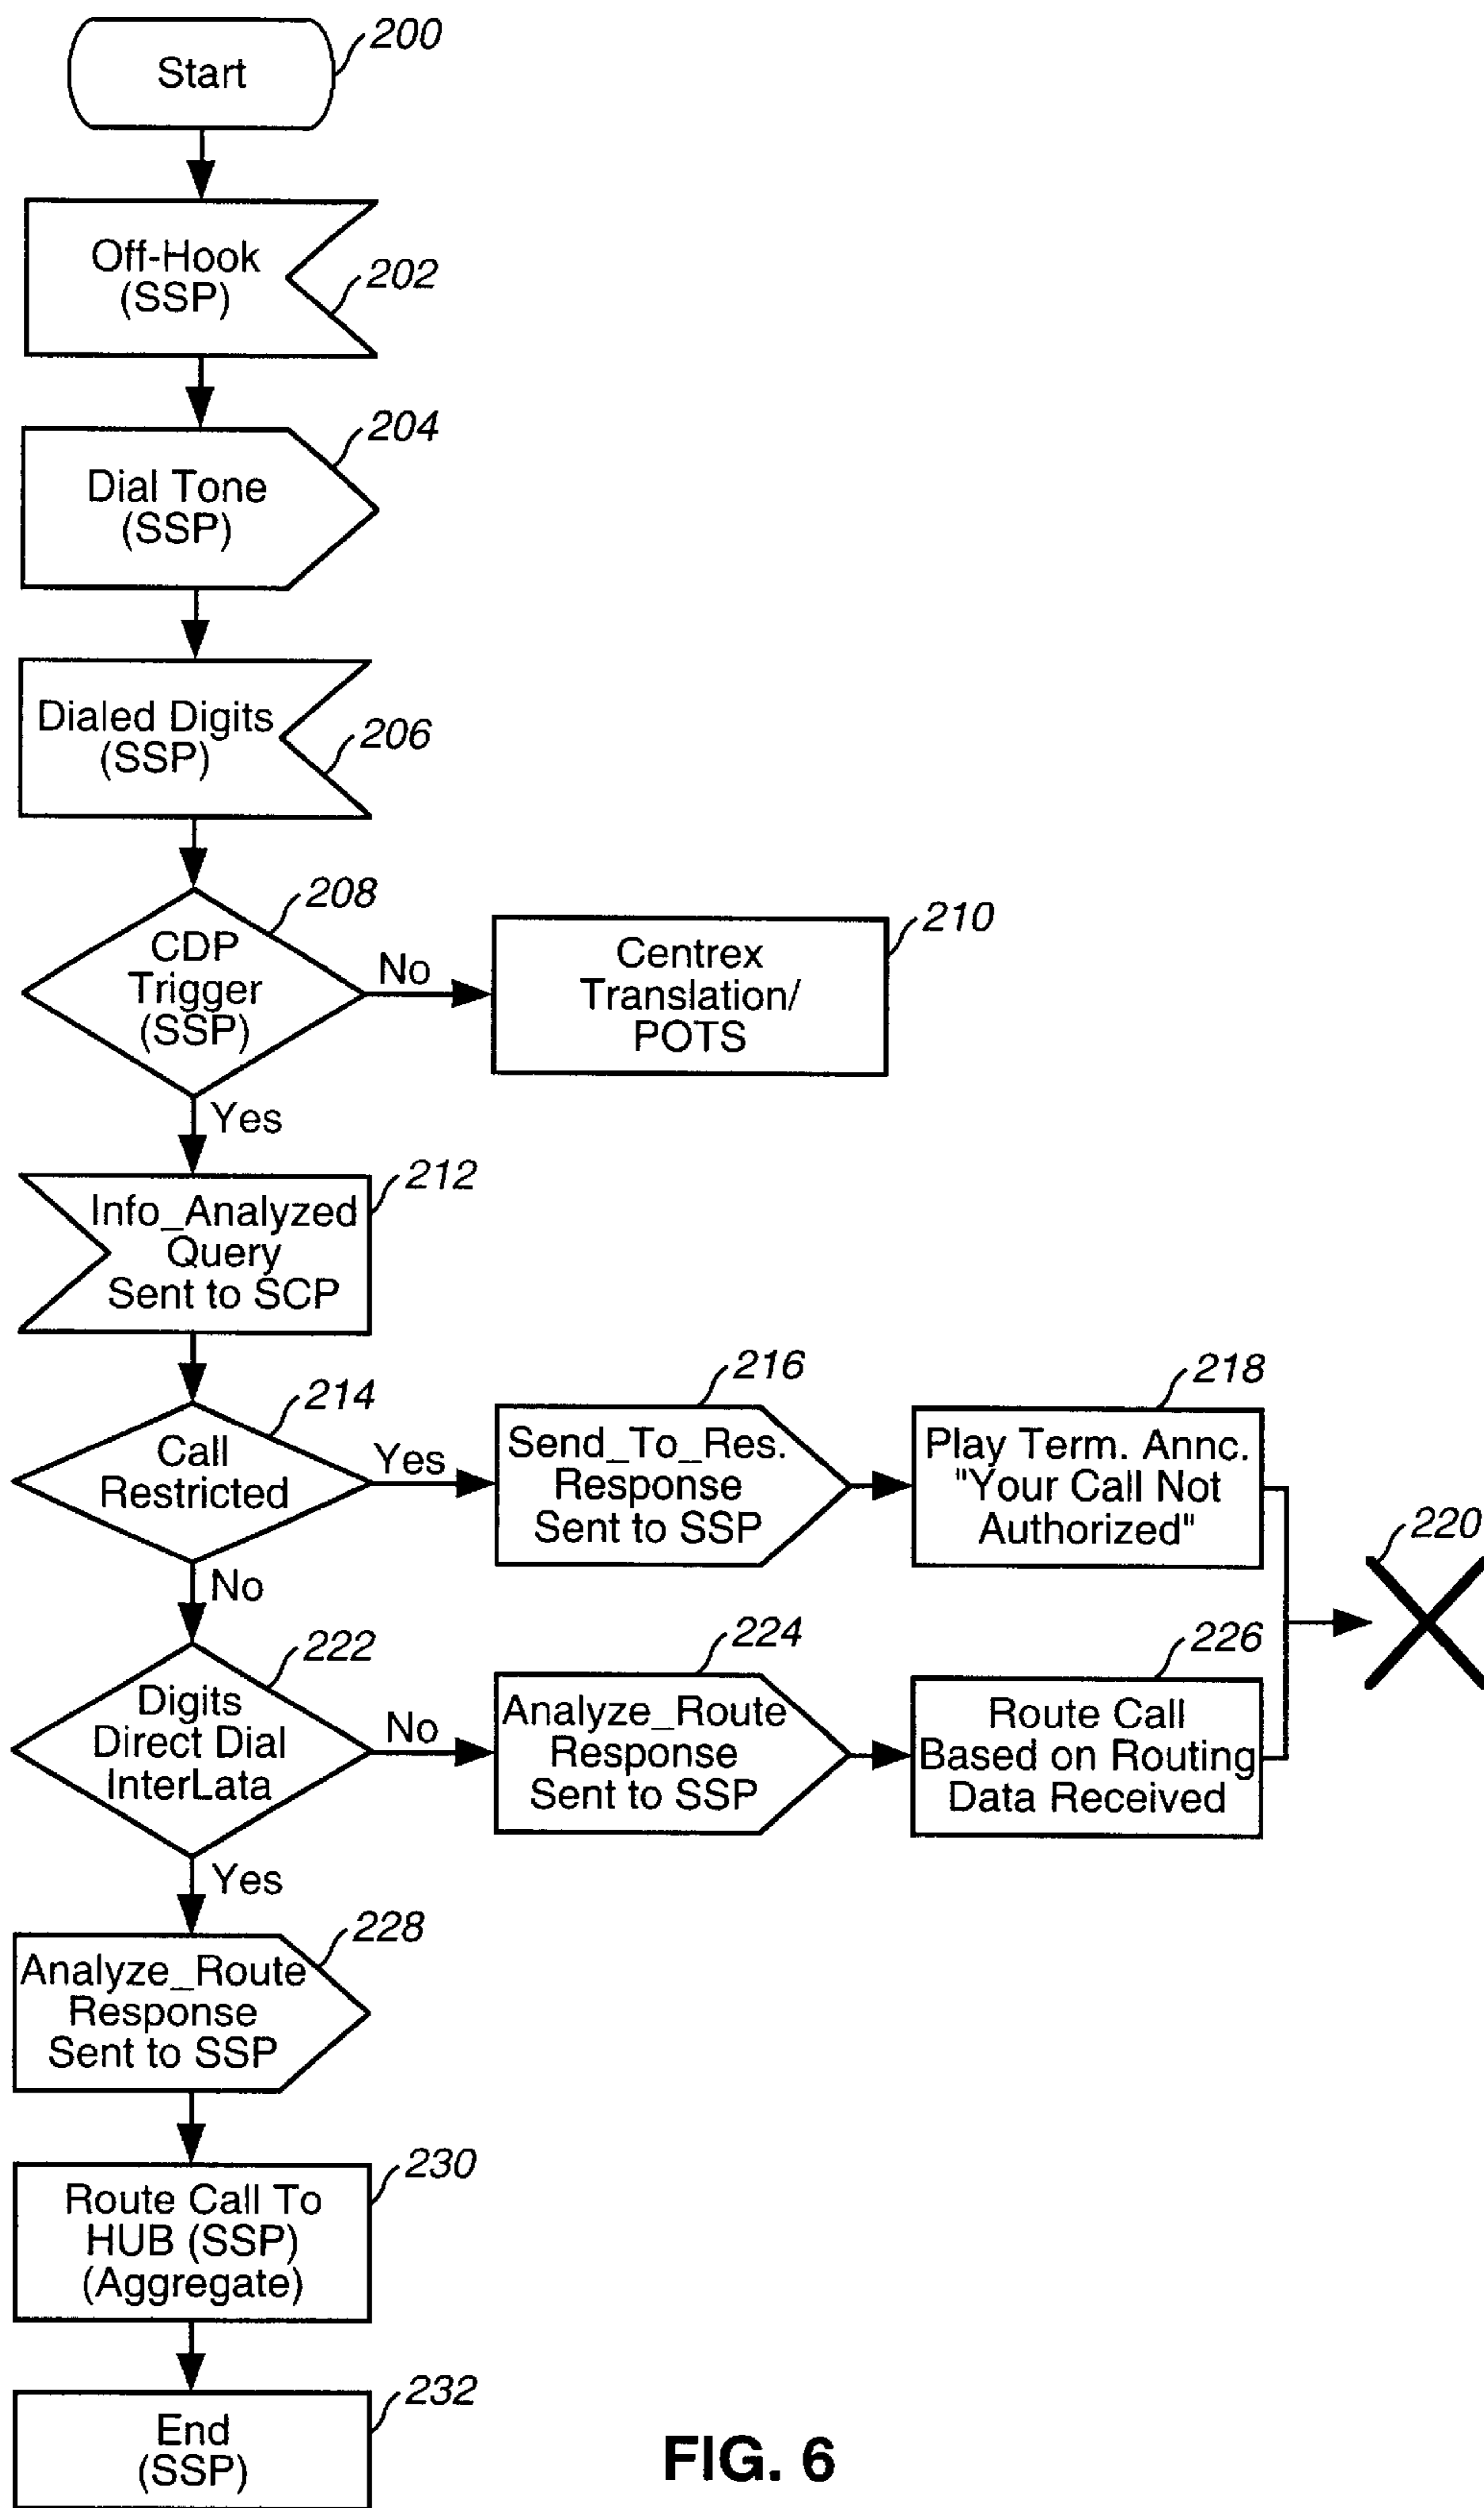 200
Start
Off-Hook
(SSP)
202
204
Dial Tone
(SSP)
Dialed Digits
(SSP)
206
208
CDP
Trigger
(SSP)
No
210
Centrex
Translation/
POTS
Yes
212
Info_Analyzed
Query
Sent to SCP
214
Call
Restricted
Yes
216
Send_To_Res.
Response
Sent to SSP
218
Play Term. Annc.
"Your Call Not
Authorized"
220
No
222
Digits
Direct Dial
InterLata
No
224
Analyze_Route
Response
Sent to SSP
226
Route Call
Based on Routing
Data Received
Yes
228
Analyze_Route
Response
Sent to SSP
230
Route Call To
HUB (SSP)
(Aggregate)
232
End
(SSP)
FIG. 6